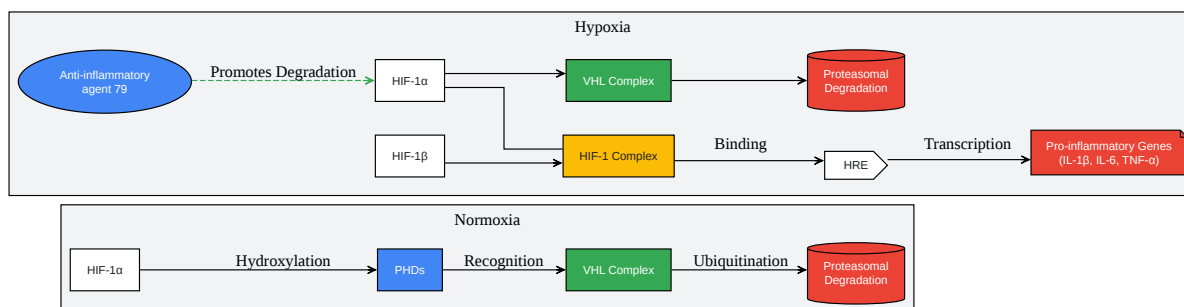 Hypoxia
Anti-inflammatory
agent 79
Promotes Degradation
HIF-1α
VHL Complex
Proteasomal
Degradation
HIF-1β
HIF-1 Complex
Binding
HRE
Transcription
Pro-inflammatory Genes
(IL-1β, IL-6, TNF-α)
Normoxia
HIF-1α
Hydroxylation
PHDs
Recognition
VHL Complex
Ubiquitination
Proteasomal
Degradation